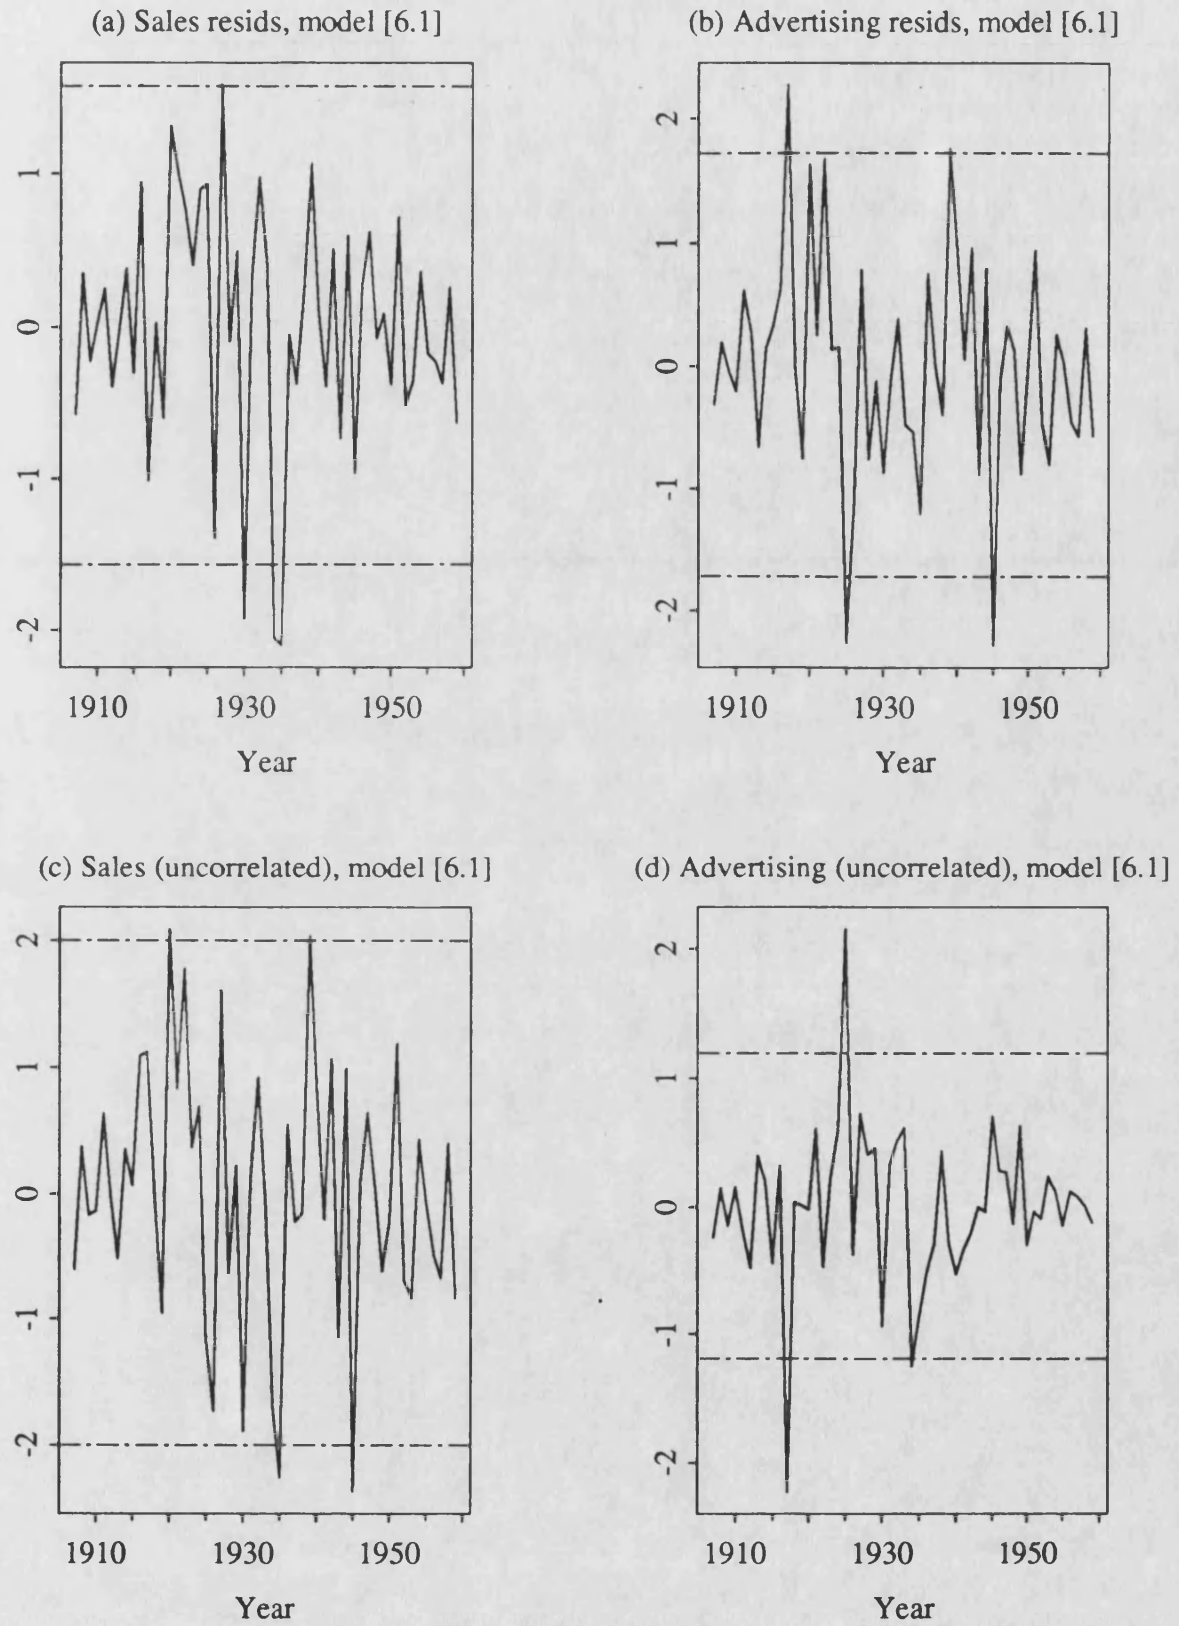 (a) Sales resids, model [6.1]
1
0
-1
-2
1910 1930 1950
Year
(b) Advertising resids, model [6.1]
2
1
0
-1
-2
1910 1930 1950
Year
(c) Sales (uncorrelated), model [6.1]
2
1
0
-1
-2
1910 1930 1950
Year
(d) Advertising (uncorrelated), model [6.1]
2
1
0
-1
-2
1910 1930 1950
Year